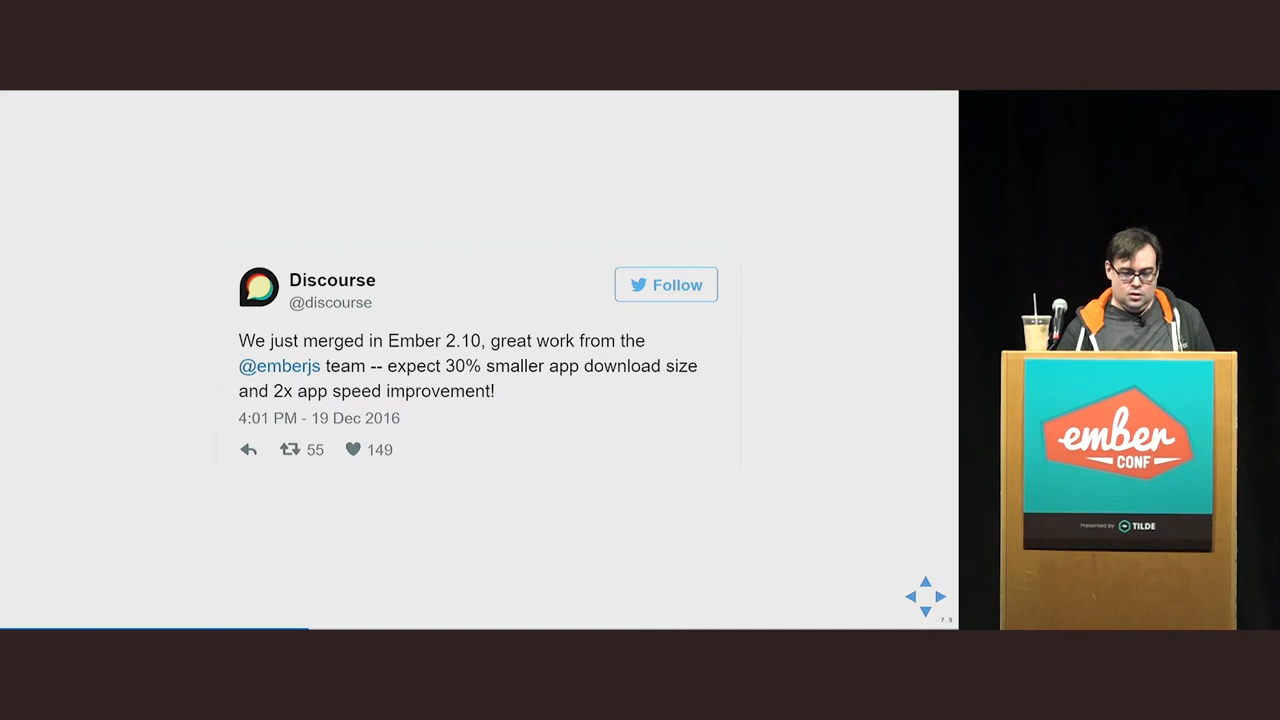 Discourse
@discourse
Follow
We just merged in Ember 2.10, great work from the
@emberjs team -- expect 30% smaller app download size
and 2x app speed improvement!
4:01 PM - 19 Dec 2016
55 149
7.9
ember
CONF
Presented by TILDE